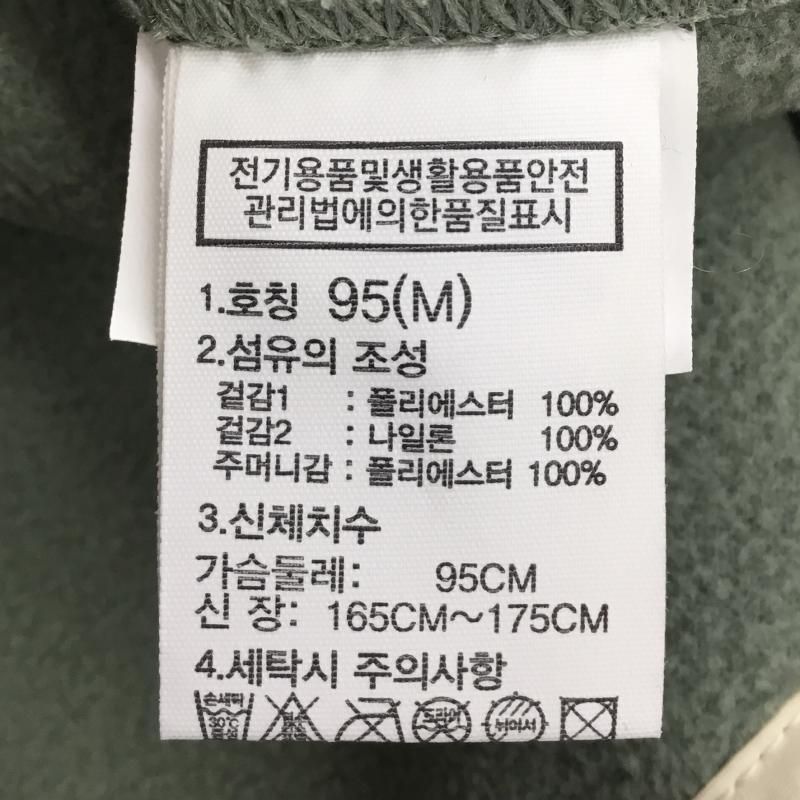 전기용품및생활용품안전
관리법에의한품질표시
1.호칭 95(M)
2.섬유의 조성
겉감1 : 폴리에스터 100%
겉감2 : 나일론 100%
주머니감 : 폴리에스터 100%
3.신체치수
가슴둘레: 95CM
신 장: 165CM~175CM
4.세탁시 주의사항
손세탁 드라이
30℃ 뉘어서
중성